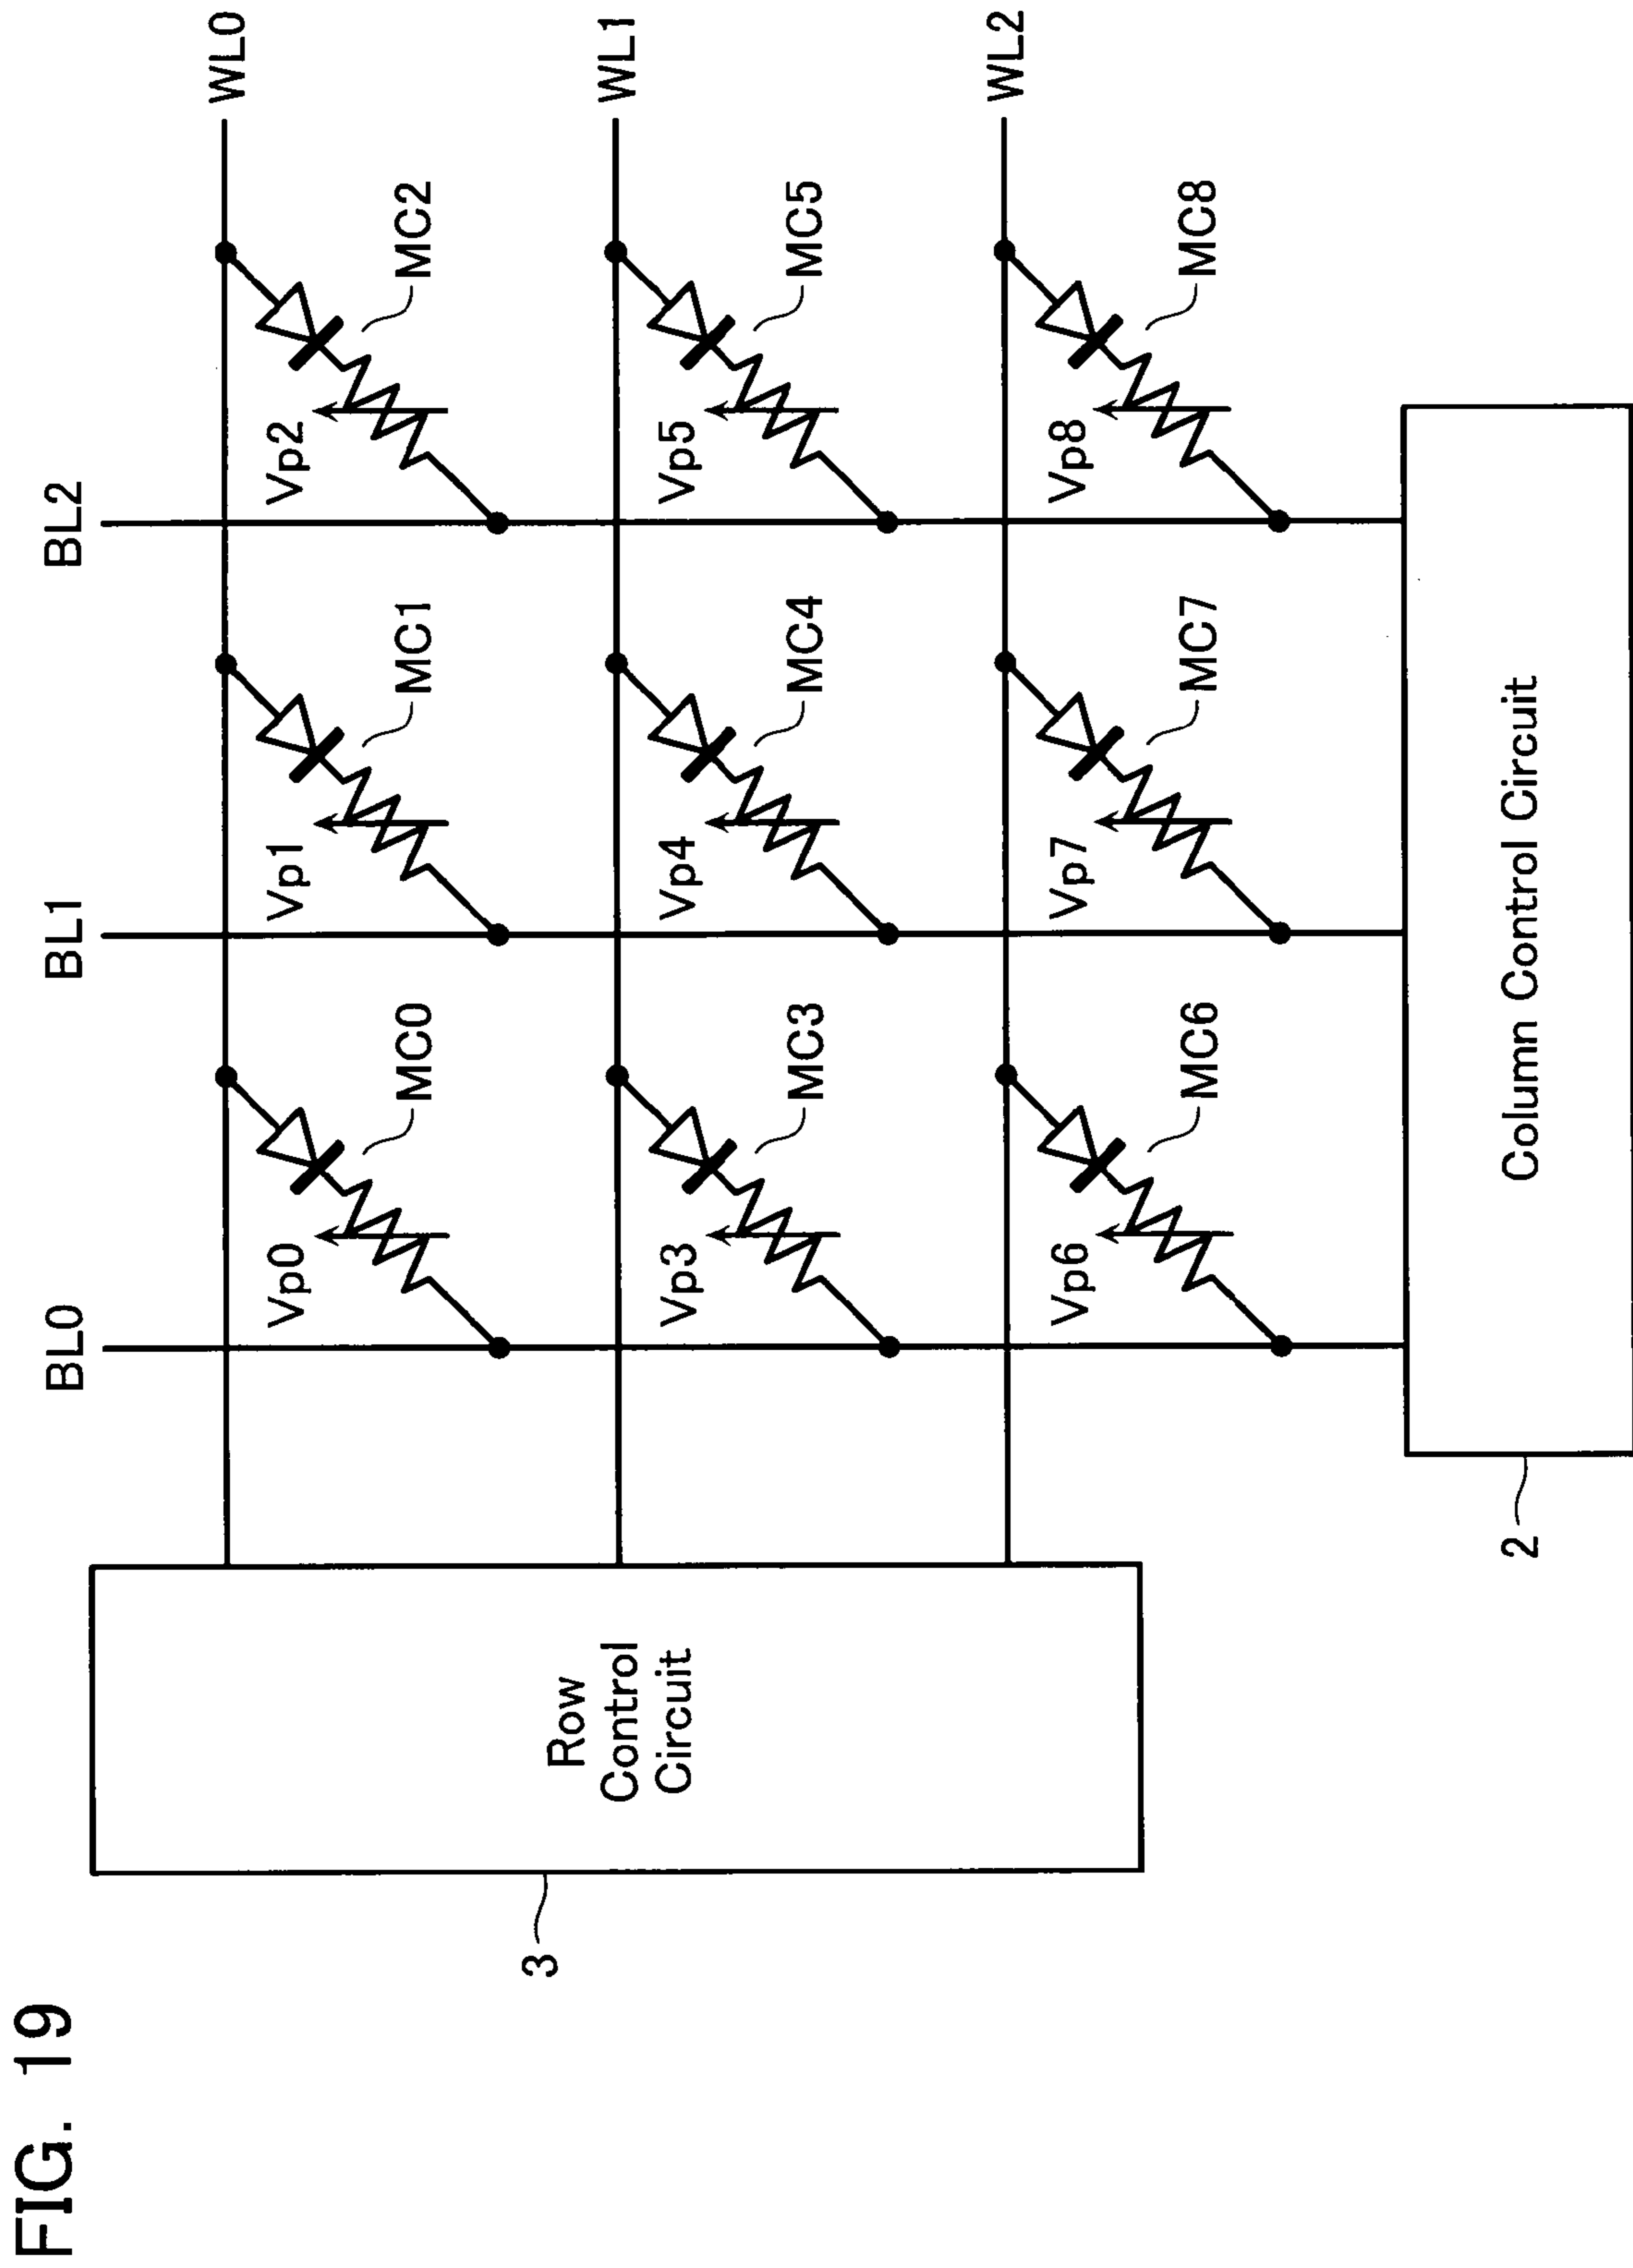 FIG. 19
BL0 BL1 BL2
WL0
Vp0 Vp1 Vp2
MC0 MC1 MC2
3
Row
Control
Circuit
WL1
Vp3 Vp4 Vp5
MC3 MC4 MC5
WL2
Vp6 Vp7 Vp8
MC6 MC7 MC8
2
Column Control Circuit